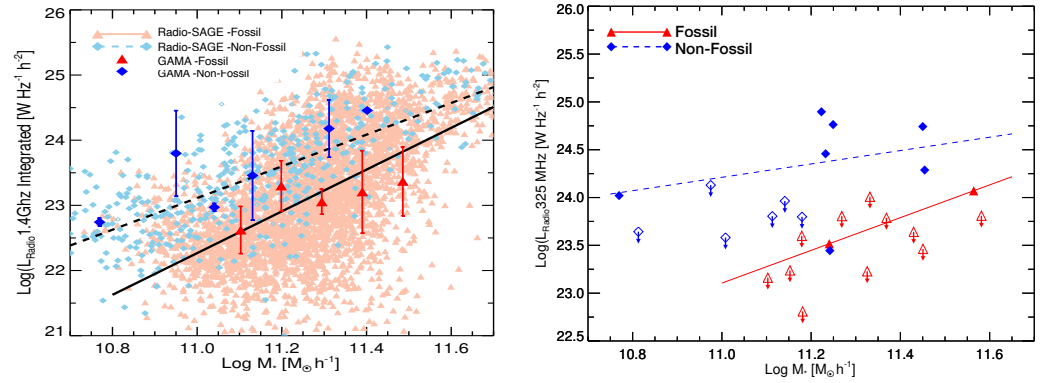 Log(L_Radio 1.4Ghz Integrated [W Hz⁻¹ h⁻²]
26
25
24
23
22
21
Radio-SAGE -Fossil
Radio-SAGE -Non-Fossil
GAMA -Fossil
GAMA -Non-Fossil
10.8 11.0 11.2 11.4 11.6
Log M* [M⊙ h⁻¹]
Log(L_Radio 325 MHz [W Hz⁻¹ h⁻²]
26.0
25.5
25.0
24.5
24.0
23.5
23.0
22.5
Fossil
Non-Fossil
10.8 11.0 11.2 11.4 11.6
Log M* [M⊙ h⁻¹]